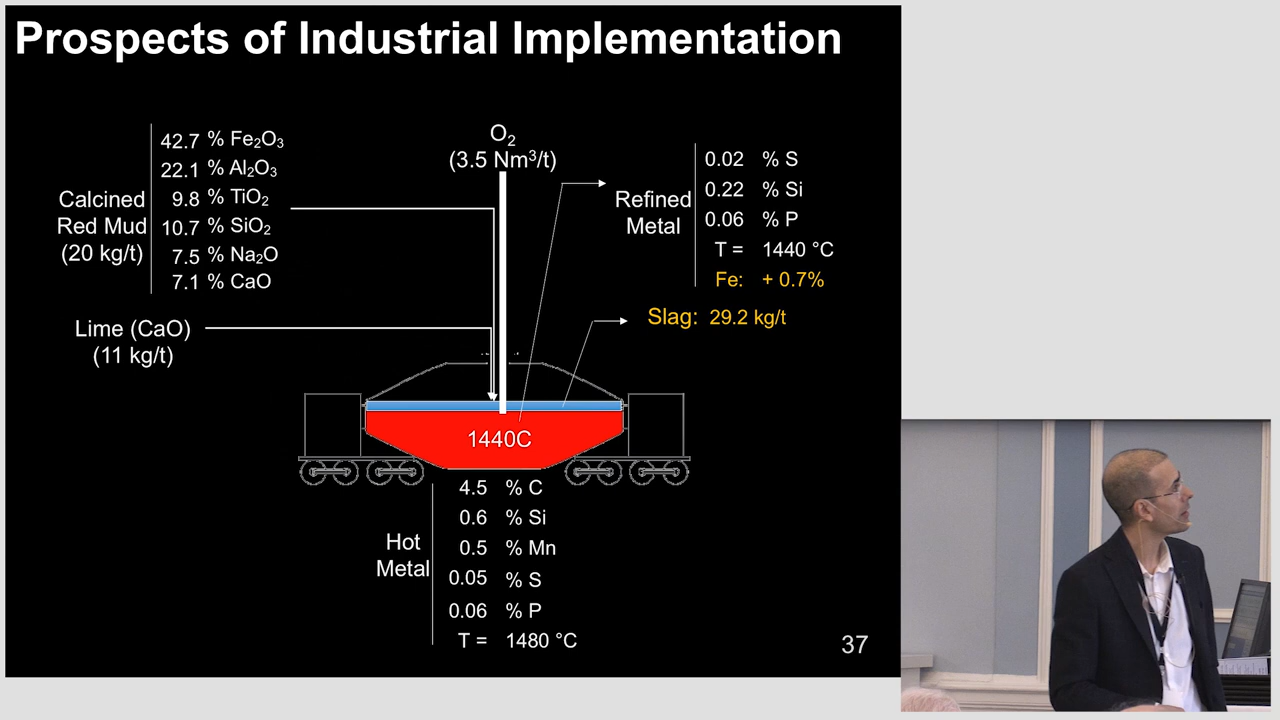 Prospects of Industrial Implementation
Calcined
Red Mud
(20 kg/t)
42.7 % Fe₂O₃
22.1 % Al₂O₃
9.8 % TiO₂
10.7 % SiO₂
7.5 % Na₂O
7.1 % CaO
Lime (CaO)
(11 kg/t)
O₂
(3.5 Nm³/t)
Refined
Metal
0.02 % S
0.22 % Si
0.06 % P
T = 1440 °C
Fe: + 0.7%
Slag: 29.2 kg/t
1440C
Hot
Metal
4.5 % C
0.6 % Si
0.5 % Mn
0.05 % S
0.06 % P
T = 1480 °C
37